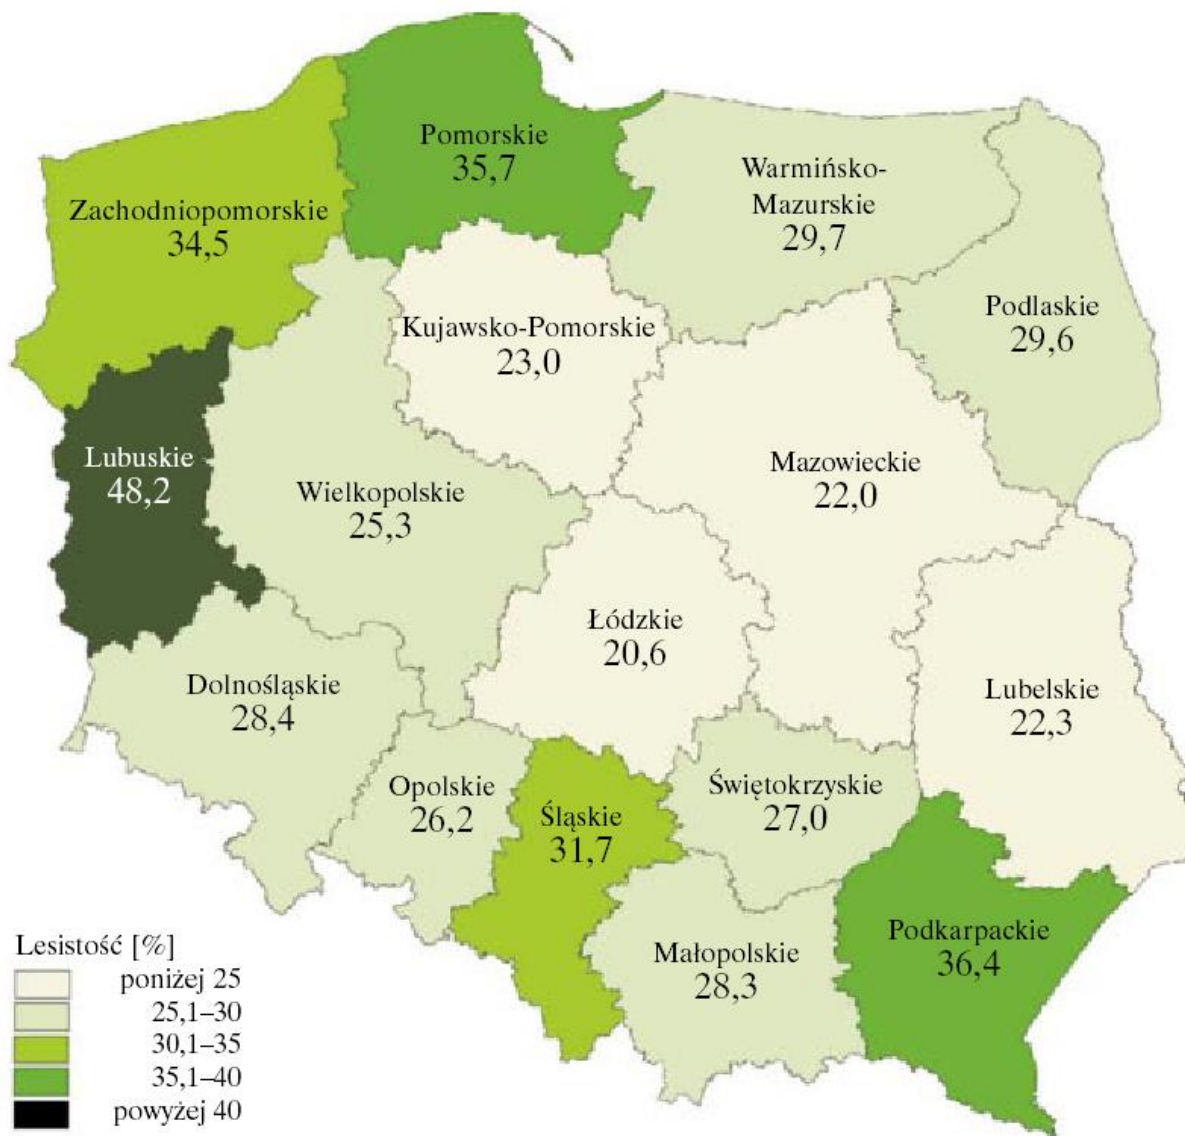 Pomorskie
35,7
Warmińsko-
Mazurskie
29,7
Zachodniopomorskie
34,5
Podlaskie
29,6
Kujawsko-Pomorskie
23,0
Lubuskie
48,2
Wielkopolskie
25,3
Mazowieckie
22,0
Łódzkie
20,6
Dolnośląskie
28,4
Lubelskie
22,3
Opolskie
26,2
Śląskie
31,7
Świętokrzyskie
27,0
Małopolskie
28,3
Podkarpackie
36,4
Lesistość [%]
poniżej 25
25,1–30
30,1–35
35,1–40
powyżej 40